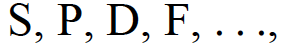 S, P, D, F, . . .,